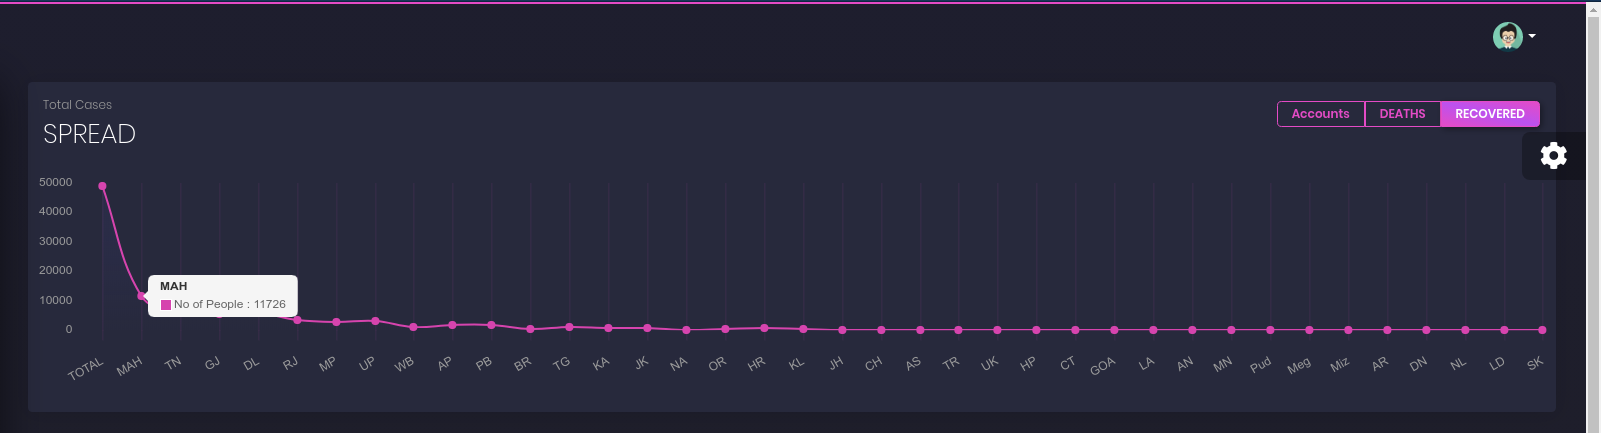 Total Cases
SPREAD
Accounts DEATHS RECOVERED
50000
40000
30000
20000
10000
0
MAH
No of People : 11726
TOTAL MAH TN GJ DL RJ MP UP WB AP PB BR TG KA JK NA OR HR KL JH CH AS TR UK HP CT GOA LA AN MN Pud Meg Miz AR DN NL LD SK